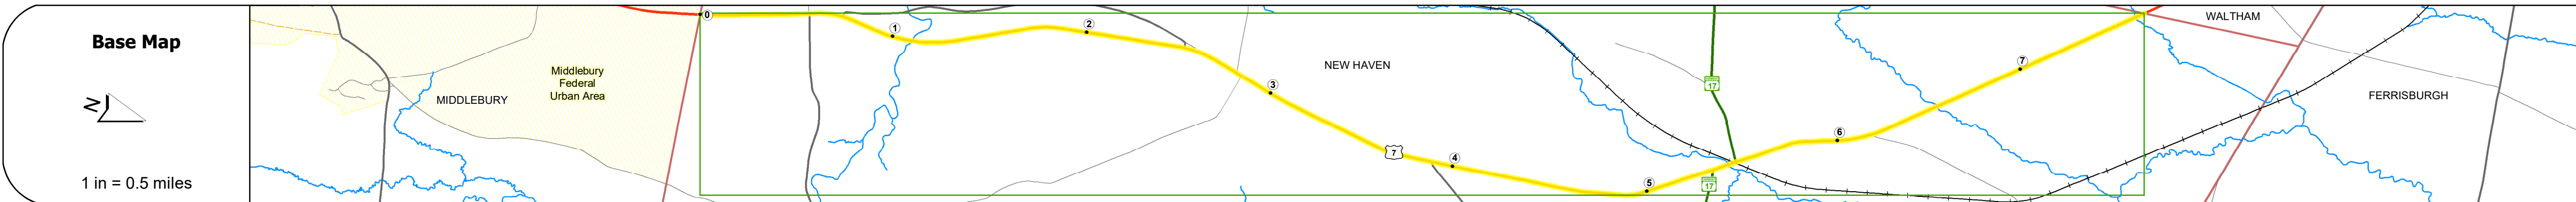 Base Map
N
1 in = 0.5 miles
MIDDLEBURY
Middlebury
Federal
Urban Area
0
1
2
3
NEW HAVEN
7
4
5
17
17
6
7
WALTHAM
FERRISBURGH